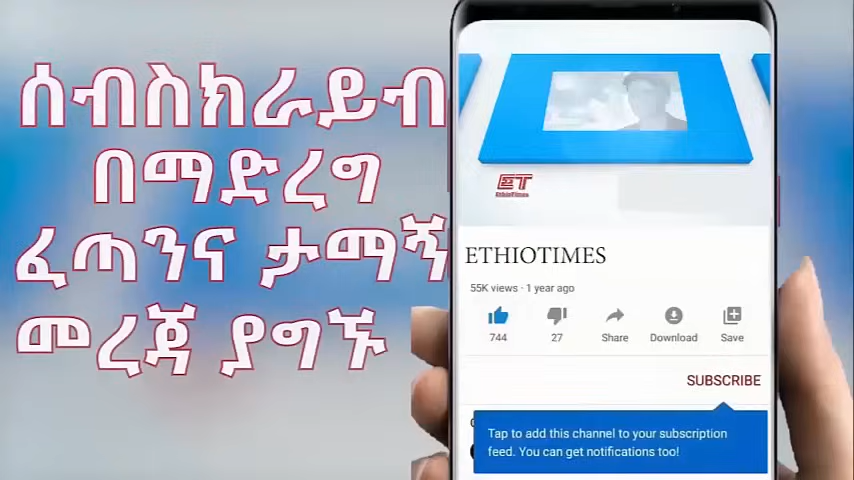 ሰብስክራይብ
በማድረግ
ፈጣንና ታማኝ
መረጃ ያግኙ
ET
EthioTimes
ETHIOTIMES
55K views · 1 year ago
744 27 Share Download Save
SUBSCRIBE
Tap to add this channel to your subscription
feed. You can get notifications too!